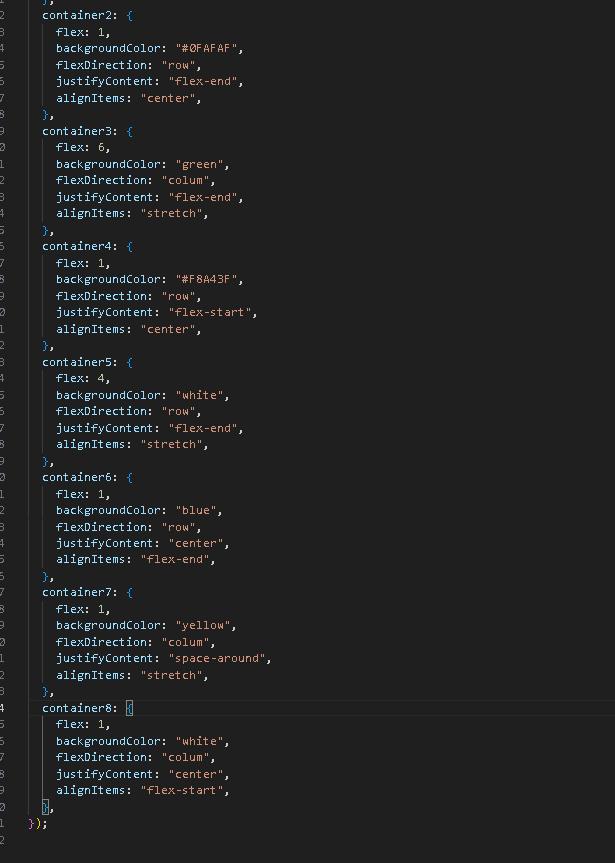 container2: {
flex: 1,
backgroundColor: "#0FAFAF",
flexDirection: "row",
justifyContent: "flex-end",
alignItems: "center",
},
container3: {
flex: 6,
backgroundColor: "green",
flexDirection: "colum",
justifyContent: "flex-end",
alignItems: "stretch",
},
container4: {
flex: 1,
backgroundColor: "#F8A43F",
flexDirection: "row",
justifyContent: "flex-start",
alignItems: "center",
},
container5: {
flex: 4,
backgroundColor: "white",
flexDirection: "row",
justifyContent: "flex-end",
alignItems: "stretch",
},
container6: {
flex: 1,
backgroundColor: "blue",
flexDirection: "row",
justifyContent: "center",
alignItems: "flex-end",
},
container7: {
flex: 1,
backgroundColor: "yellow",
flexDirection: "colum",
justifyContent: "space-around",
alignItems: "stretch",
},
container8: {
flex: 1,
backgroundColor: "white",
flexDirection: "colum",
justifyContent: "center",
alignItems: "flex-start",
},
});